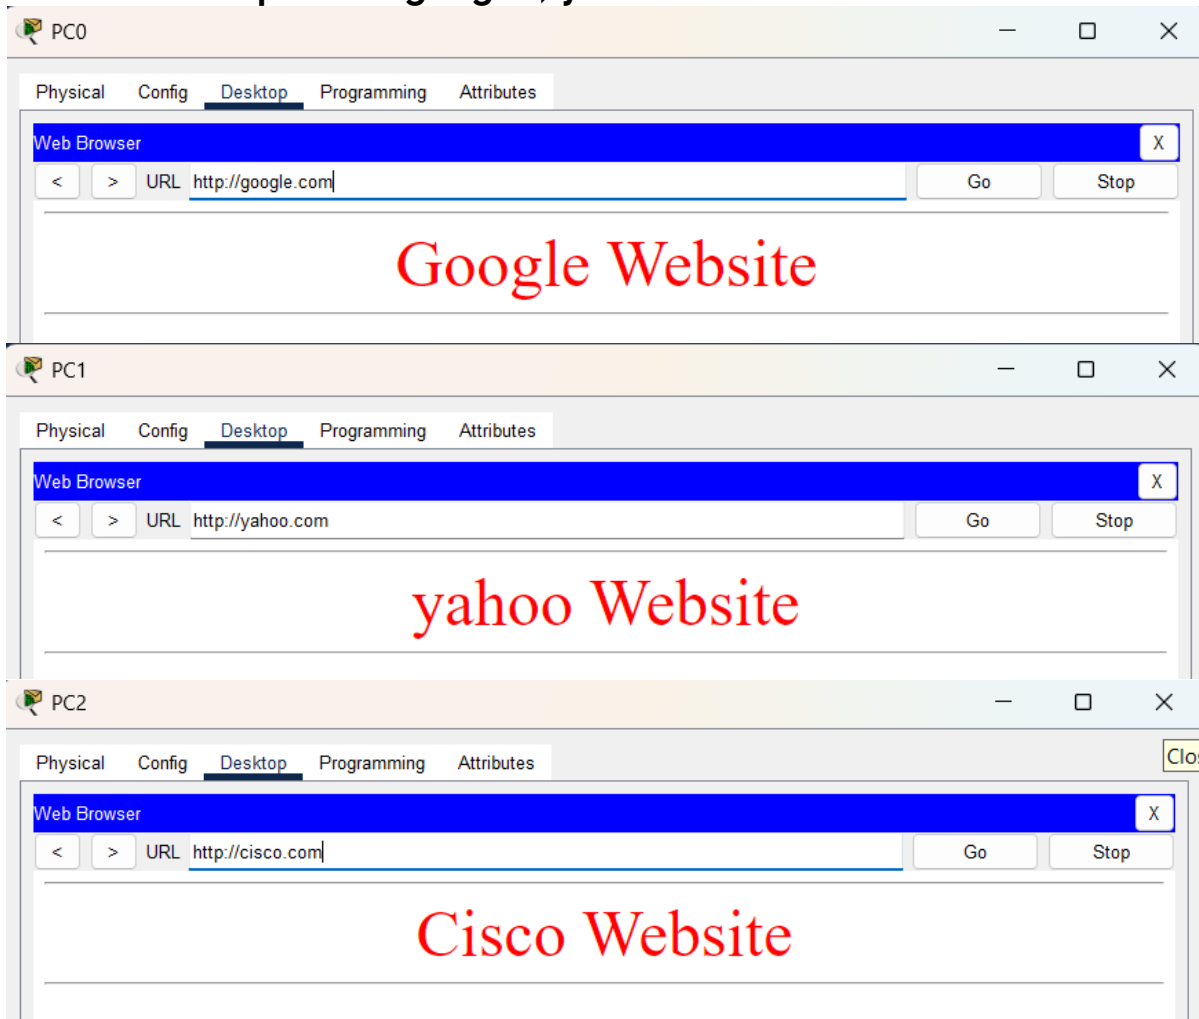 PC0
Physical Config Desktop Programming Attributes
Web Browser X
< > URL http://google.com Go Stop
Google Website
PC1
Physical Config Desktop Programming Attributes
Web Browser X
< > URL http://yahoo.com Go Stop
yahoo Website
PC2
Physical Config Desktop Programming Attributes
Clos
Web Browser X
< > URL http://cisco.com Go Stop
Cisco Website